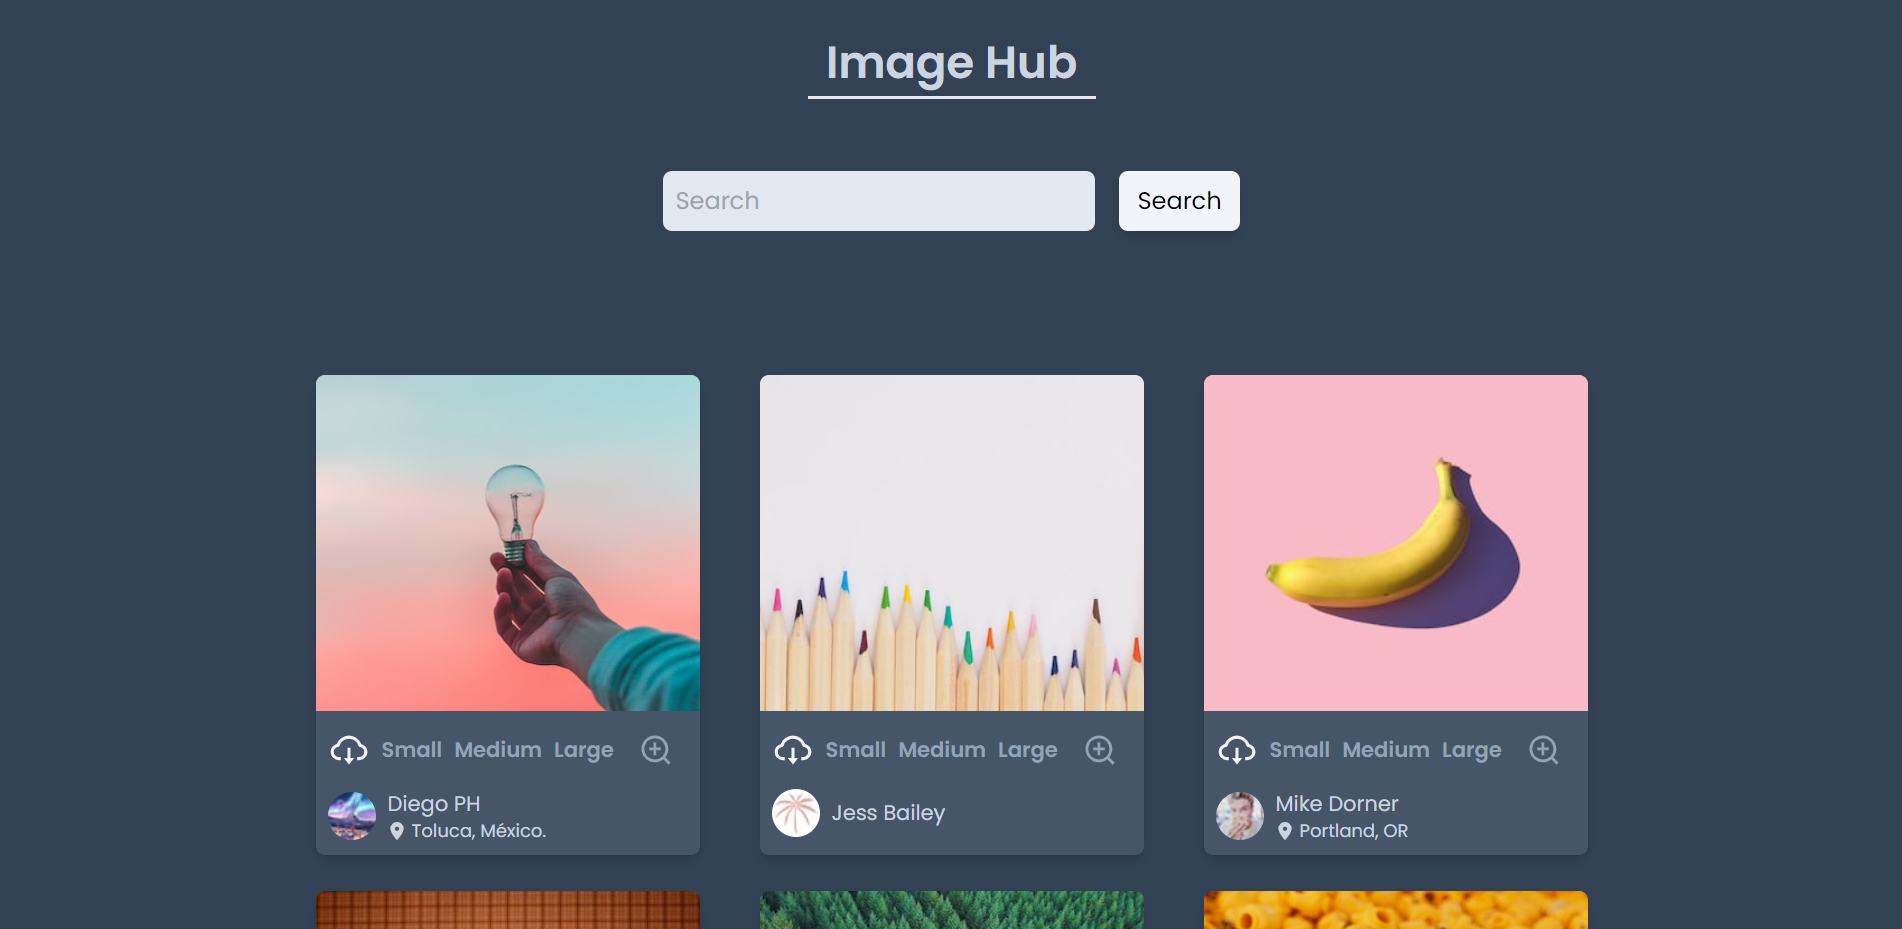 Image Hub
Search Search
Small Medium Large
Diego PH
Toluca, México.
Small Medium Large
Jess Bailey
Small Medium Large
Mike Dorner
Portland, OR